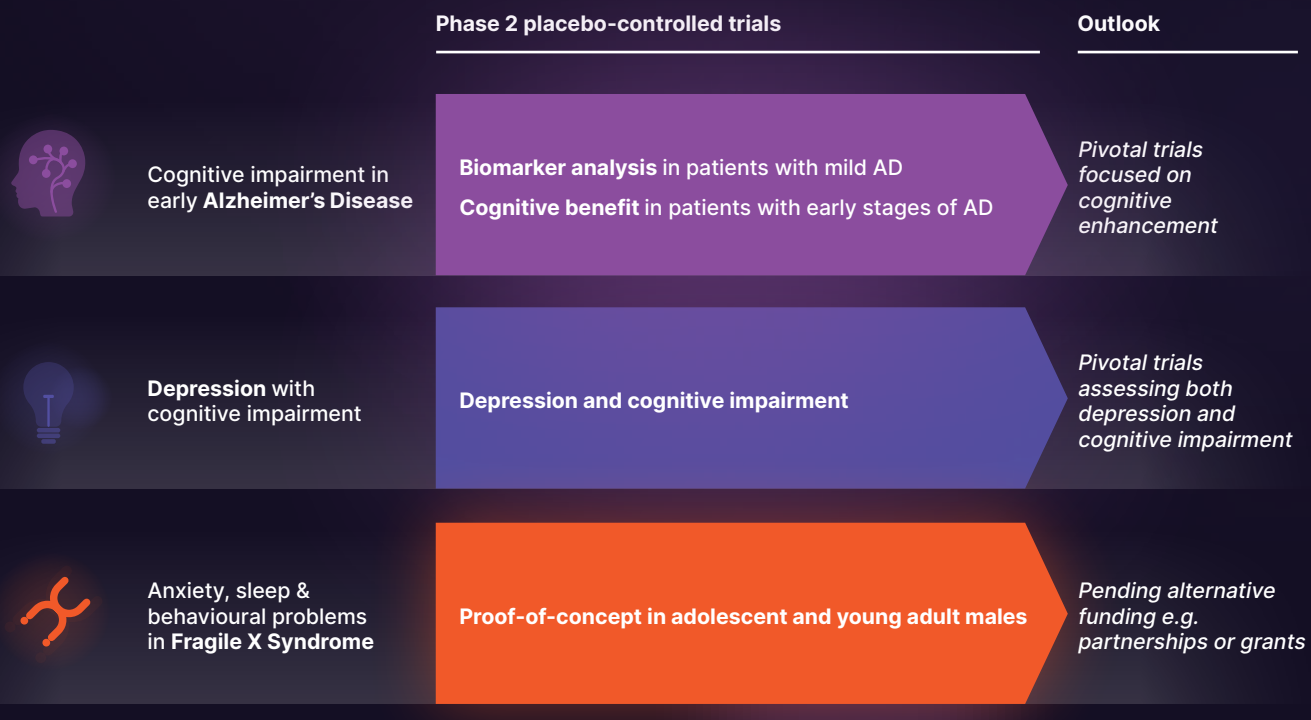 Phase 2 placebo-controlled trials
Outlook
Cognitive impairment in
early Alzheimer's Disease
Biomarker analysis in patients with mild AD
Cognitive benefit in patients with early stages of AD
Pivotal trials
focused on
cognitive
enhancement
Depression with
cognitive impairment
Depression and cognitive impairment
Pivotal trials
assessing both
depression and
cognitive impairment
Anxiety, sleep &
behavioural problems
in Fragile X Syndrome
Proof-of-concept in adolescent and young adult males
Pending alternative
funding e.g.
partnerships or grants